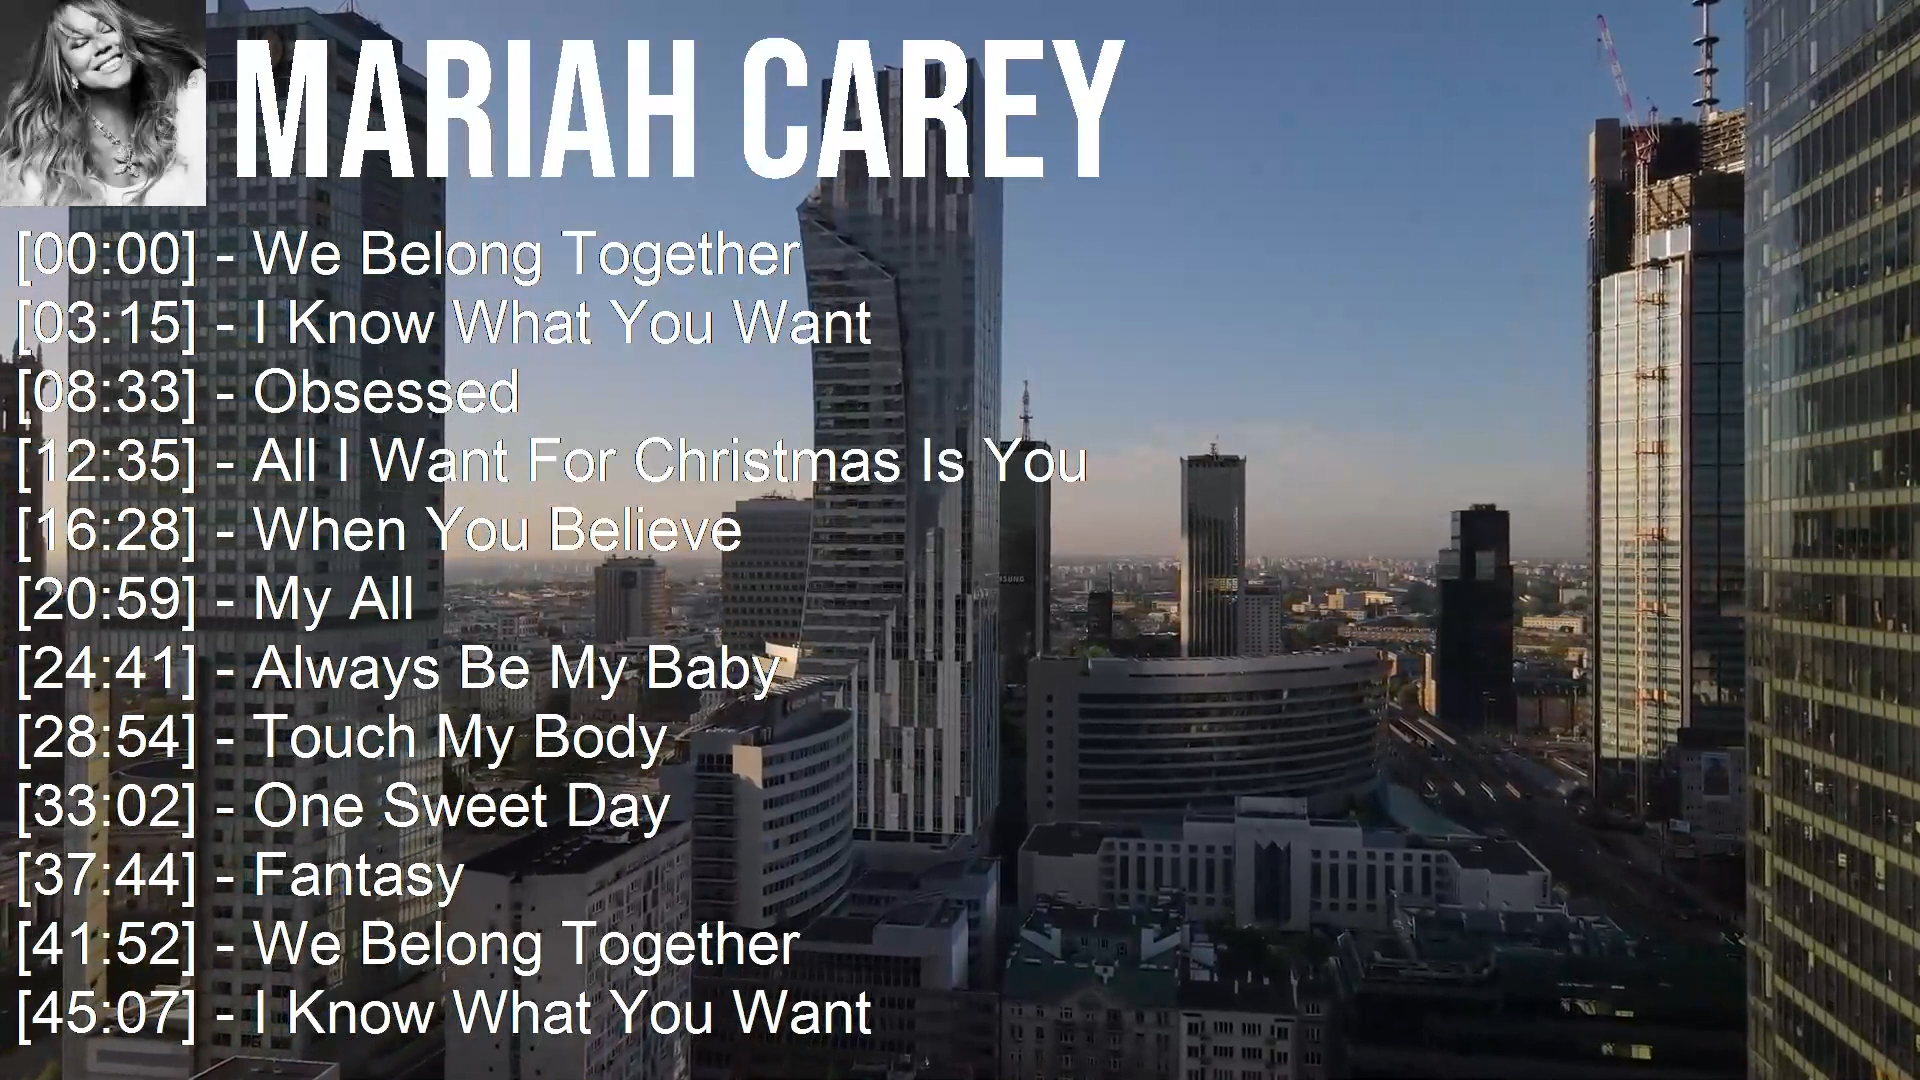 MARIAH CAREY
[00:00] - We Belong Together
[03:15] - I Know What You Want
[08:33] - Obsessed
[12:35] - All I Want For Christmas Is You
[16:28] - When You Believe
[20:59] - My All
[24:41] - Always Be My Baby
[28:54] - Touch My Body
[33:02] - One Sweet Day
[37:44] - Fantasy
[41:52] - We Belong Together
[45:07] - I Know What You Want